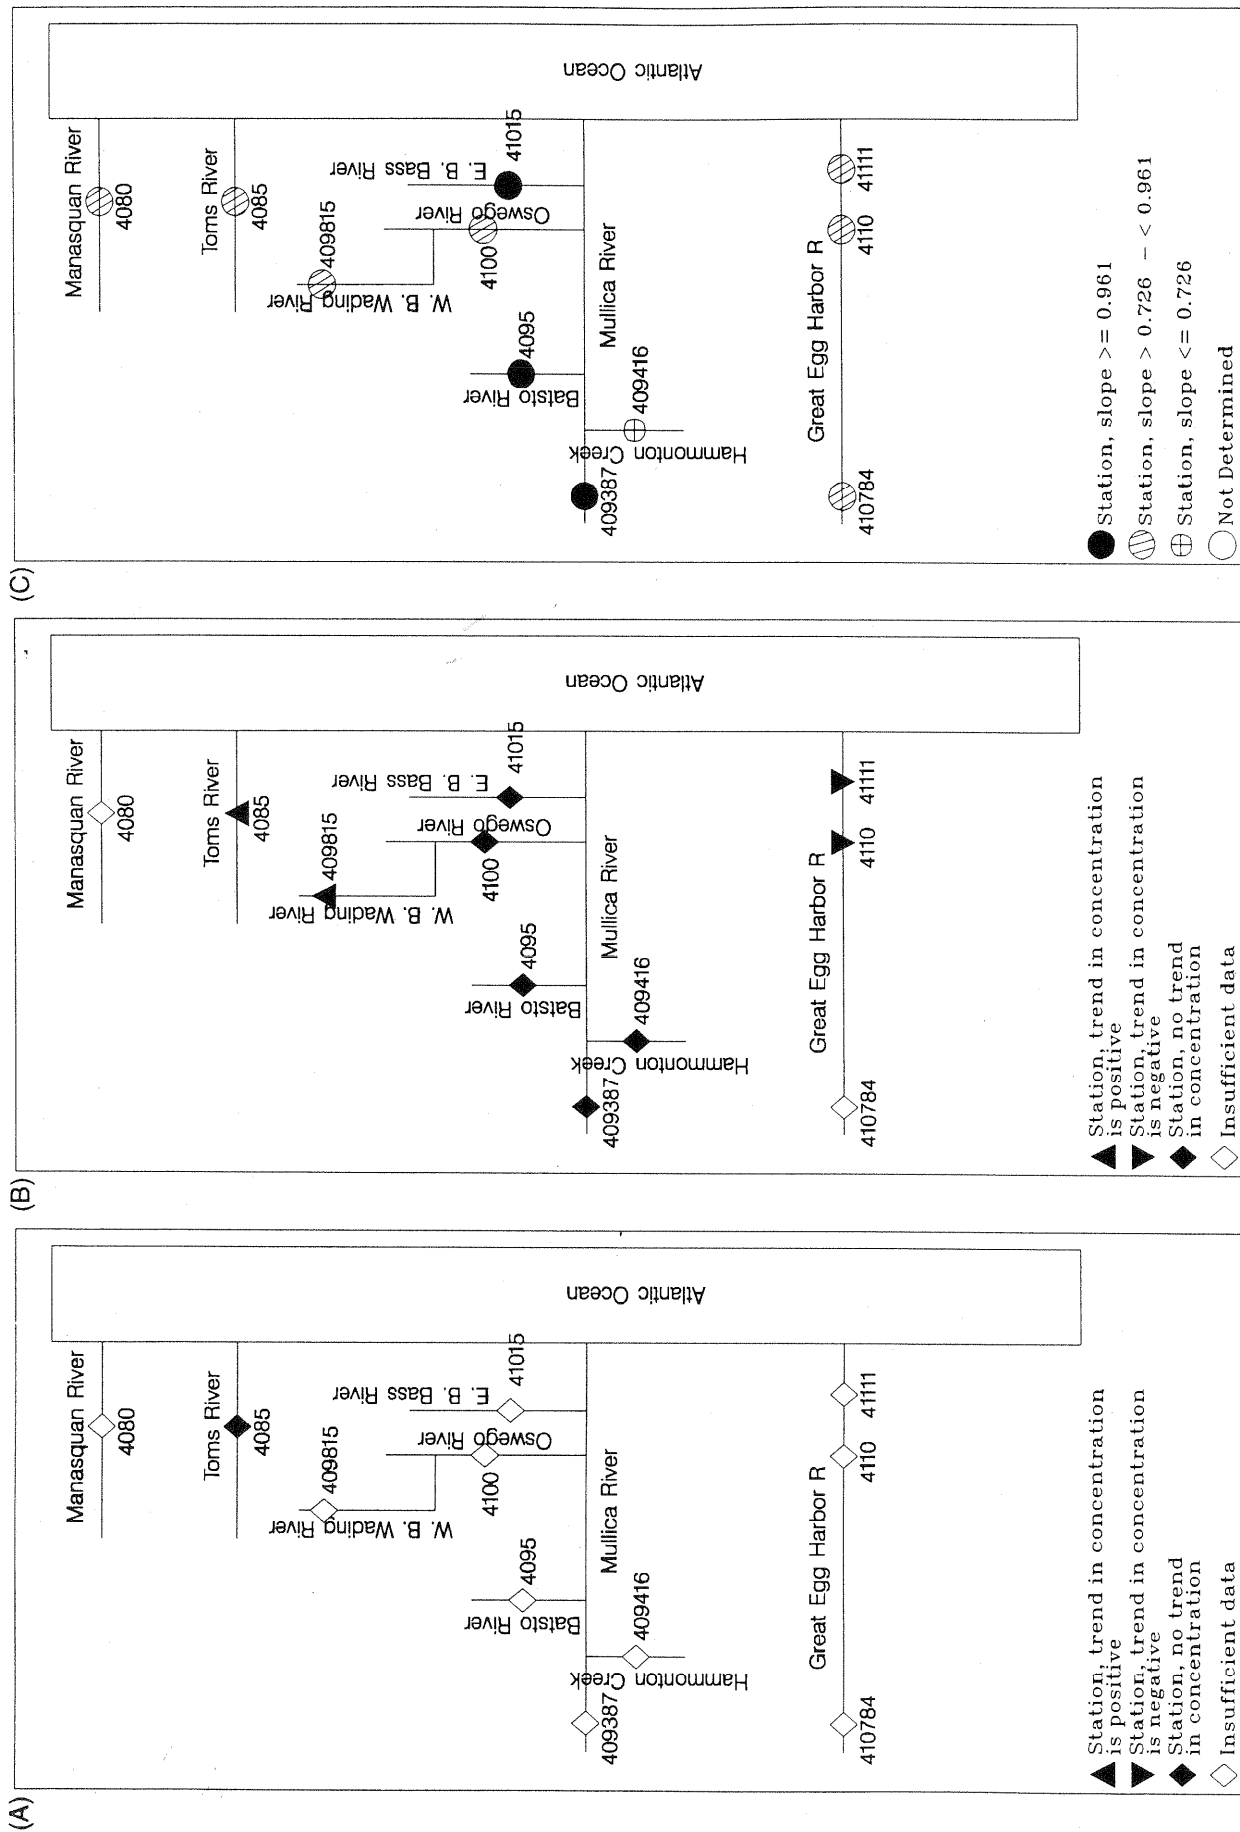 (A)
Manasquan River
4080
Toms River
4085
409815
W. B. Wading River
E. B. Bass River
41015
Oswego River
4100
4095
Batsto River
Mullica River
409416
Hammonton Creek
409387
Great Egg Harbor R
410784
4110
41111
Atlantic Ocean
Station, trend in concentration
is positive
Station, trend in concentration
is negative
Station, no trend
in concentration
Insufficient data
(B)
Manasquan River
4080
Toms River
4085
409815
W. B. Wading River
E. B. Bass River
41015
Oswego River
4100
4095
Batsto River
Mullica River
409416
Hammonton Creek
409387
Great Egg Harbor R
410784
4110
41111
Atlantic Ocean
Station, trend in concentration
is positive
Station, trend in concentration
is negative
Station, no trend
in concentration
Insufficient data
(C)
Manasquan River
4080
Toms River
4085
409815
W. B. Wading River
E. B. Bass River
41015
Oswego River
4100
4095
Batsto River
Mullica River
409416
Hammonton Creek
409387
Great Egg Harbor R
410784
4110
41111
Atlantic Ocean
Station, slope >= 0.961
Station, slope > 0.726 - < 0.961
Station, slope <= 0.726
Not Determined